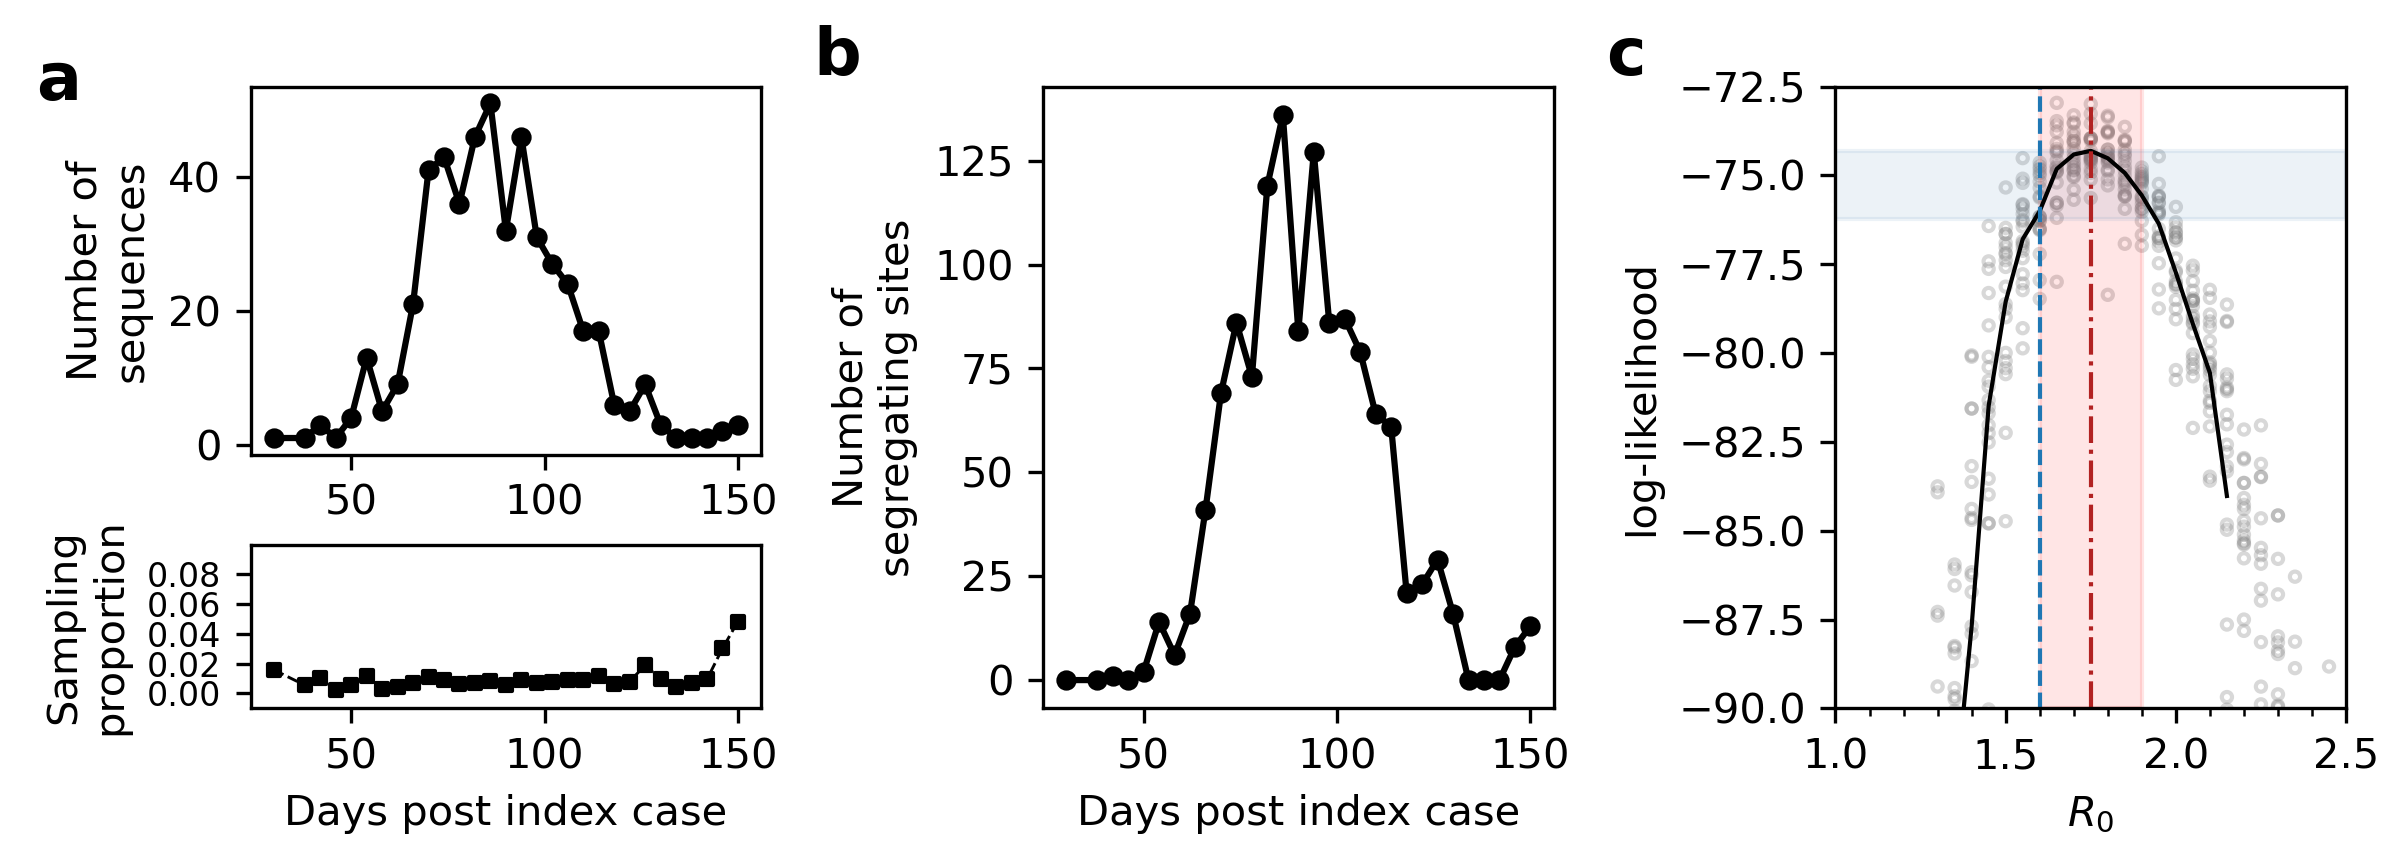 a
Number of
sequences
40
20
0
50 100 150
Sampling
proportion
0.08
0.06
0.04
0.02
0.00
50 100 150
Days post index case
b
Number of
segregating sites
125
100
75
50
25
0
50 100 150
Days post index case
c
log-likelihood
−72.5
−75.0
−77.5
−80.0
−82.5
−85.0
−87.5
−90.0
1.0 1.5 2.0 2.5
R₀